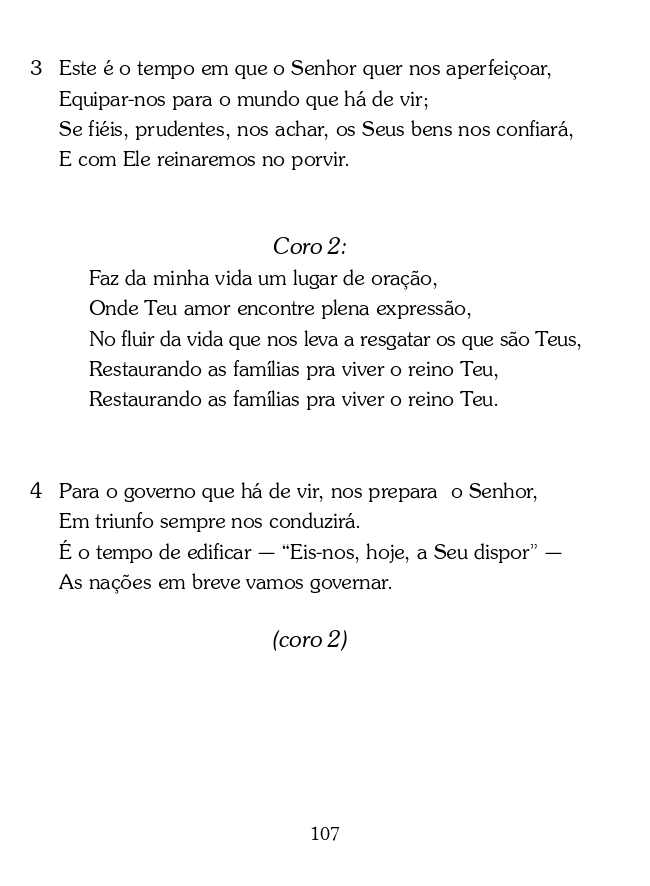 3 Este é o tempo em que o Senhor quer nos aperfeiçoar,
Equipar-nos para o mundo que há de vir;
Se fiéis, prudentes, nos achar, os Seus bens nos confiará,
E com Ele reinaremos no porvir.
Coro 2:
Faz da minha vida um lugar de oração,
Onde Teu amor encontre plena expressão,
No fluir da vida que nos leva a resgatar os que são Teus,
Restaurando as famílias pra viver o reino Teu,
Restaurando as famílias pra viver o reino Teu.
4 Para o governo que há de vir, nos prepara  o Senhor,
Em triunfo sempre nos conduzirá.
É o tempo de edificar — “Eis-nos, hoje, a Seu dispor” —
As nações em breve vamos governar.
(coro 2)
107